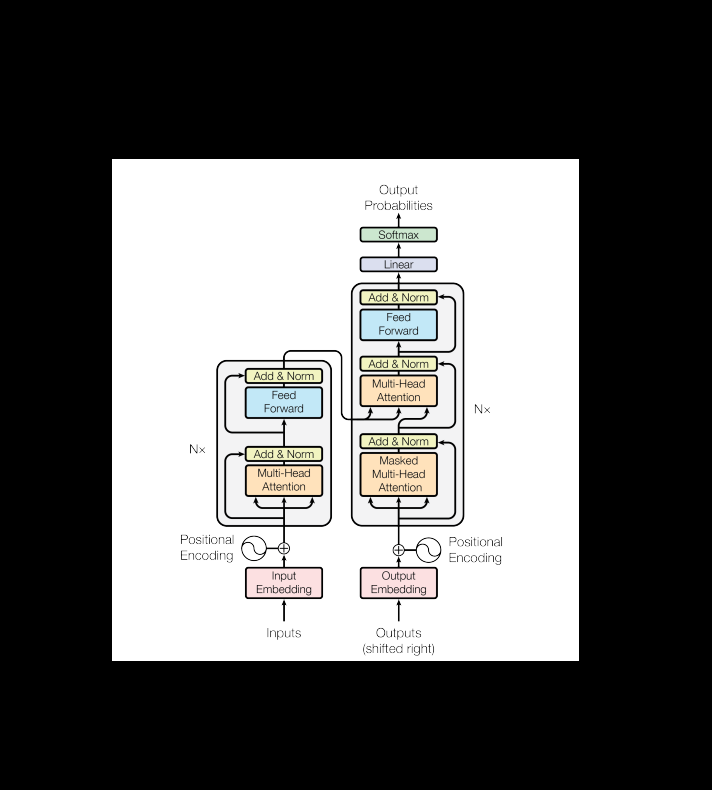 Output
Probabilities
Softmax
Linear
Add & Norm
Feed
Forward
Add & Norm
Multi-Head
Attention
Add & Norm
Masked
Multi-Head
Attention
N×
Add & Norm
Feed
Forward
Add & Norm
Multi-Head
Attention
N×
Positional
Encoding
Positional
Encoding
Input
Embedding
Output
Embedding
Inputs
Outputs
(shifted right)